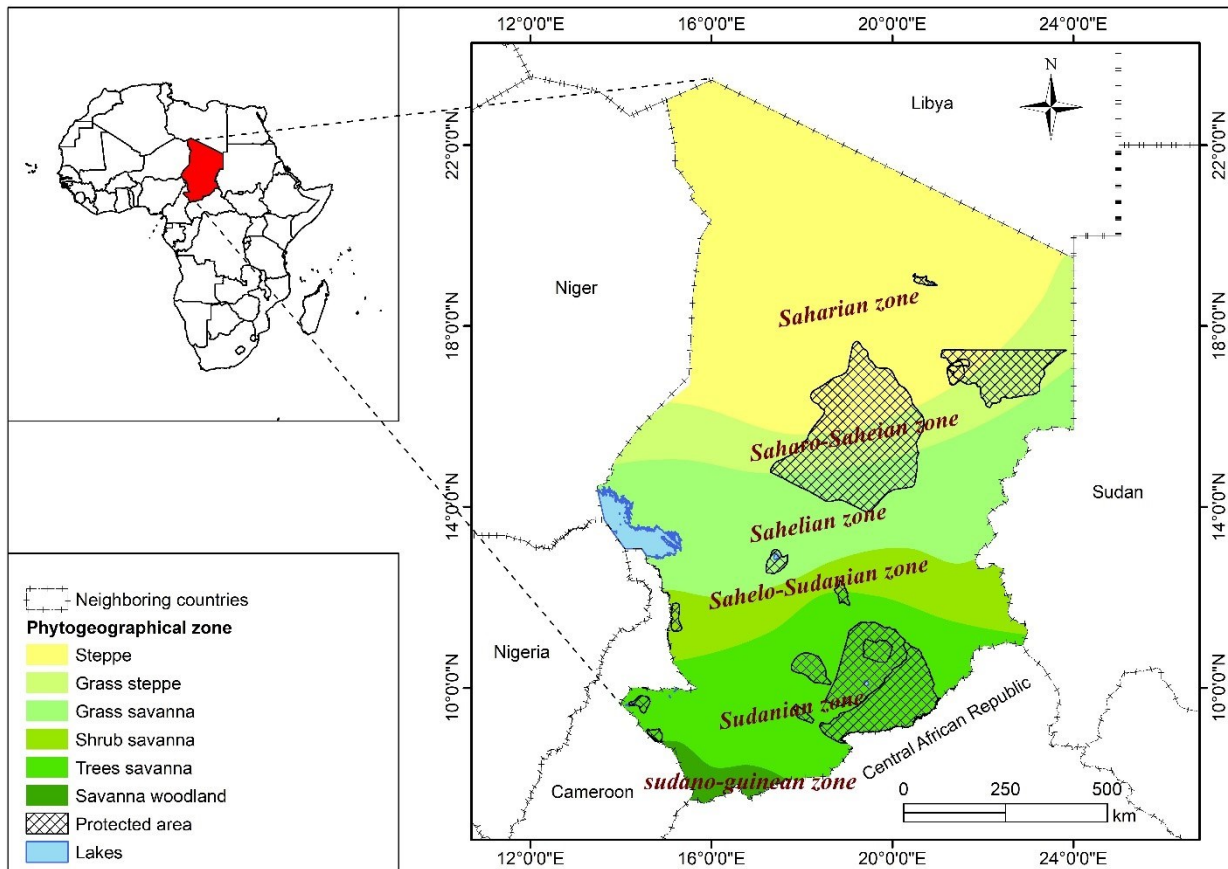 12°0'0"E 16°0'0"E 20°0'0"E 24°0'0"E
N
Libya
22°0'0"N
22°0'0"N
Niger
Saharian zone
18°0'0"N
18°0'0"N
Saharo-Saheian zone
Sudan
14°0'0"N
14°0'0"N
Sahelian zone
Sahelo-Sudanian zone
Nigeria
10°0'0"N
10°0'0"N
Sudanian zone
Central African Republic
sudano-guinean zone
Cameroon
0 250 500
km
12°0'0"E 16°0'0"E 20°0'0"E 24°0'0"E
Neighboring countries
Phytogeographical zone
Steppe
Grass steppe
Grass savanna
Shrub savanna
Trees savanna
Savanna woodland
Protected area
Lakes